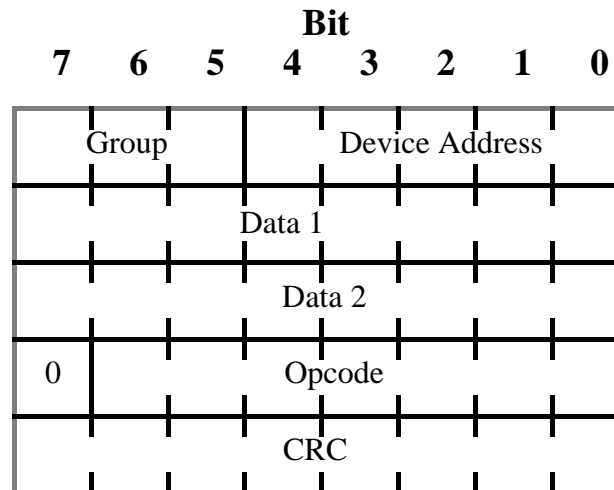 Bit
7 6 5 4 3 2 1 0
Group Device Address
Data 1
Data 2
0 Opcode
CRC